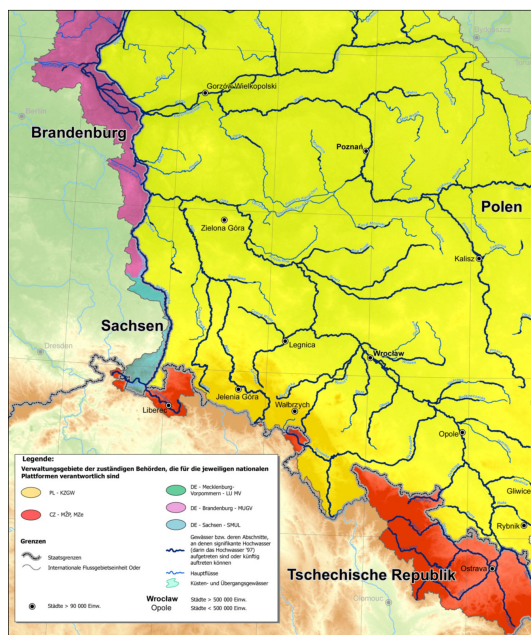 Berlin
Gorzów Wielkopolski
Brandenburg
Poznań
Polen
Zielona Góra
Kalisz
Sachsen
Dresden
Legnica
Wrocław
Jelenia Góra
Liberec
Wałbrzych
Opole
Gliwice
Rybnik
Ostrava
Tschechische Republik
Olomouc
Legende:
Verwaltungsgebiete der zuständigen Behörden, die für die jeweiligen nationalen
Plattformen verantwortlich sind
PL - KZGW
CZ - MŽP, MZe
DE - Mecklenburg-
Vorpommern - LU MV
DE - Brandenburg - MUGV
DE - Sachsen - SMUL
Grenzen
Staatsgrenzen
Internationale Flussgebietseinheit Oder
Gewässer bzw. deren Abschnitte,
an denen signifikante Hochwasser
(darin das Hochwasser '97)
aufgetreten sind oder künftig
auftreten können
Hauptflüsse
Küsten- und Übergangsgewässer
Städte > 90 000 Einw.
Wrocław Städte > 500 000 Einw.
Opole Städte < 500 000 Einw.